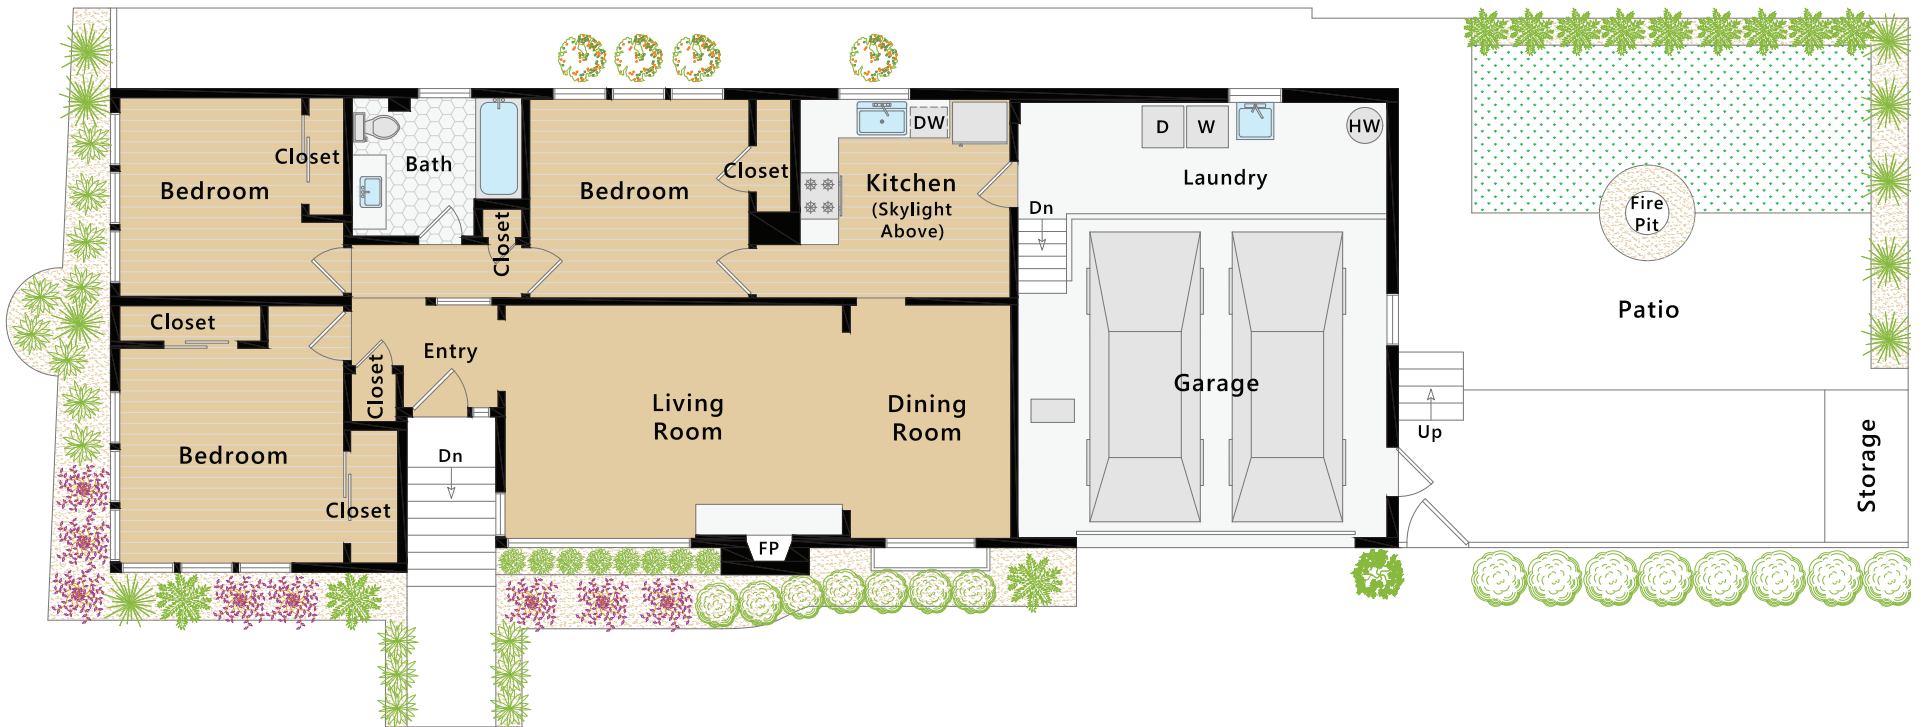 Bedroom
Closet
Bath
Closet
Bedroom
Closet
Kitchen
(Skylight
Above)
DW
D
W
HW
Laundry
Dn
Fire
Pit
Patio
Closet
Bedroom
Closet
Closet
Entry
Dn
Living
Room
FP
Dining
Room
Garage
Up
Storage